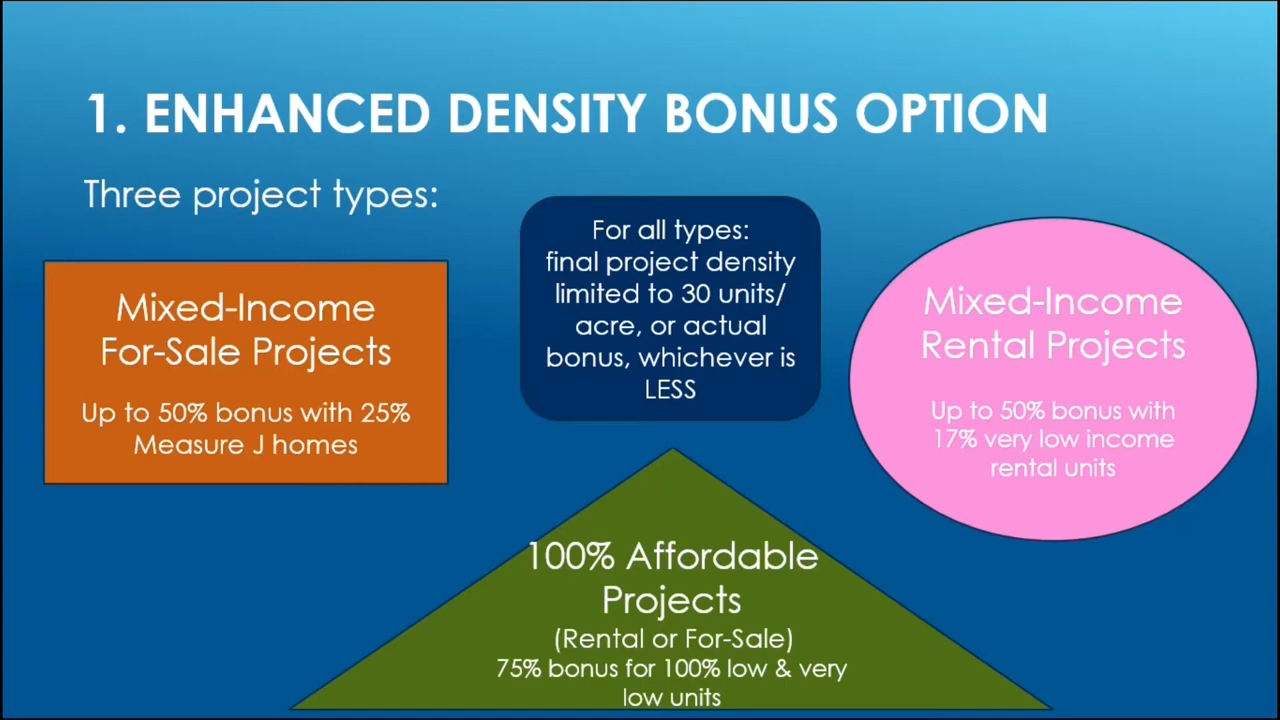 1. ENHANCED DENSITY BONUS OPTION
Three project types:
Mixed-Income
For-Sale Projects
Up to 50% bonus with 25%
Measure J homes
For all types:
final project density
limited to 30 units/
acre, or actual
bonus, whichever is
LESS
Mixed-Income
Rental Projects
Up to 50% bonus with
17% very low income
rental units
100% Affordable
Projects
(Rental or For-Sale)
75% bonus for 100% low & very
low units